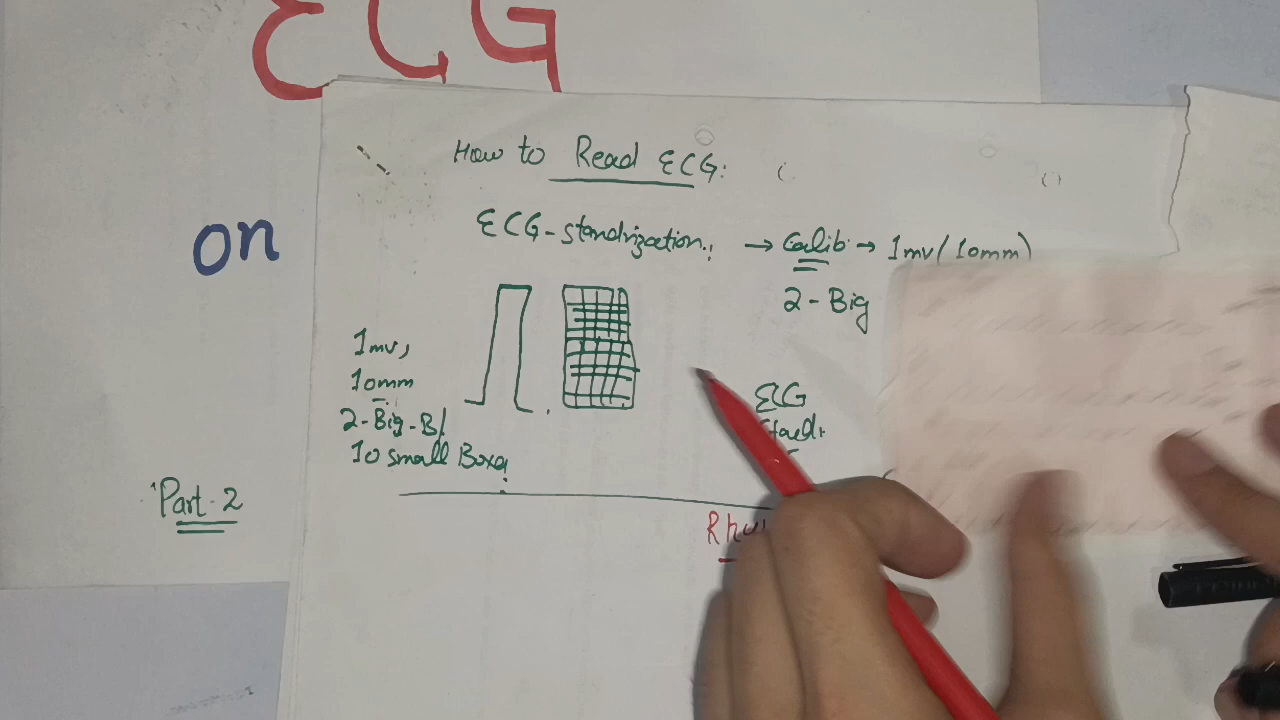 ECG
How to Read ECG:
ECG-standrization:
→ Calib → 1mv (10mm)
2-Big
on
1mv,
10mm
2-Big-B/
10 small Boxes
ECG
Part-2